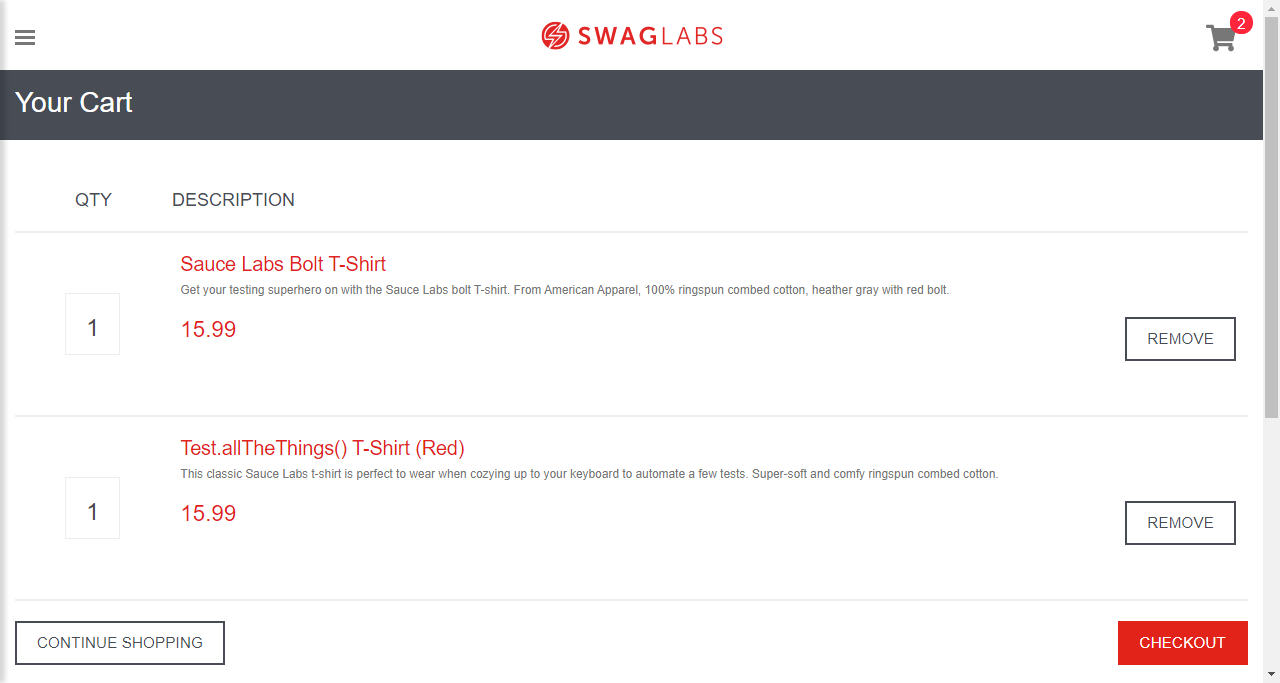 SWAGLABS
2
Your Cart
QTY DESCRIPTION
Sauce Labs Bolt T-Shirt
Get your testing superhero on with the Sauce Labs bolt T-shirt. From American Apparel, 100% ringspun combed cotton, heather gray with red bolt.
1
15.99
REMOVE
Test.allTheThings() T-Shirt (Red)
This classic Sauce Labs t-shirt is perfect to wear when cozying up to your keyboard to automate a few tests. Super-soft and comfy ringspun combed cotton.
1
15.99
REMOVE
CONTINUE SHOPPING
CHECKOUT